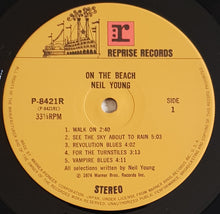 REPRISE RECORDS
ON THE BEACH
NEIL YOUNG
P-8421R
(P-8421R1)
33⅓RPM
SIDE
1
1. WALK ON 2:40
2. SEE THE SKY ABOUT TO RAIN 5:03
3. REVOLUTION BLUES 4:02
4. FOR THE TURNSTILES 3:13
5. VAMPIRE BLUES 4:11
All selections written by Neil Young
℗ 1974 Warner Bros. Records Inc.
STEREO